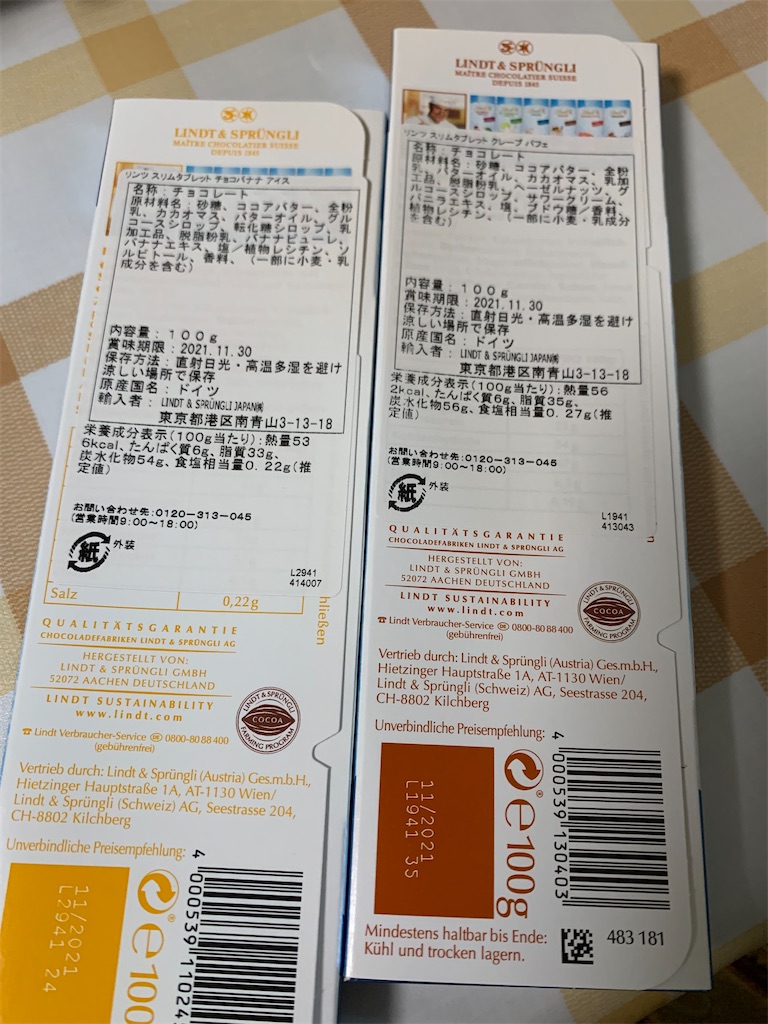 LINDT & SPRÜNGLI
MAÎTRE CHOCOLATIER SUISSE
DEPUIS 1845
リンツ スリムタブレット チョコバナナ アイス
名称：チョコレート
原材料名：砂糖、ココアバター、全粉
乳、カカオマス、バターオイル、グル
コースシロップ、転化糖シロップ、乳
加工品、脱脂粉乳、バナナピューレ、
バナナエキス、塩／植物レシチン、ソ
ルビトール、香料、（一部に小麦・乳
成分を含む）
内容量：１００ｇ
賞味期限：2021.11.30
保存方法：直射日光・高温多湿を避け
涼しい場所で保存
原産国名：ドイツ
輸入者：LINDT & SPRÜNGLI JAPAN㈱
東京都港区南青山3-13-18
栄養成分表示(100g当たり):熱量53
6kcal、たんぱく質6g、脂質33g、
炭水化物54g、食塩相当量0.22g(推
定値)
お問い合わせ先:0120-313-045
(営業時間9:00〜18:00)
紙 外装
L2941
414007
Salz 0,22g
hließen
QUALITÄTSGARANTIE
CHOCOLADEFABRIKEN LINDT & SPRÜNGLI AG
HERGESTELLT VON:
LINDT & SPRÜNGLI GMBH
52072 AACHEN DEUTSCHLAND
LINDT SUSTAINABILITY
www.lindt.com
LINDT & SPRÜNGLI
COCOA
FARMING PROGRAM
☎ Lindt Verbraucher-Service 0800-80 88 400
(gebührenfrei)
Vertrieb durch: Lindt & Sprüngli (Austria) Ges.m.b.H.,
Hietzinger Hauptstraße 1A, AT-1130 Wien/
Lindt & Sprüngli (Schweiz) AG, Seestrasse 204,
CH-8802 Kilchberg
Unverbindliche Preisempfehlung:
11/2021
L2941 24
e 100
4 000539 11024
LINDT & SPRÜNGLI
MAÎTRE CHOCOLATIER SUISSE
DEPUIS 1845
リンツ スリムタブレット クレープ パフェ
名称：チョコレート
内容量：１００ｇ
賞味期限：2021.11.30
保存方法：直射日光・高温多湿を避け
涼しい場所で保存
原産国名：ドイツ
輸入者：LINDT & SPRÜNGLI JAPAN㈱
東京都港区南青山3-13-18
栄養成分表示(100g当たり):熱量56
2kcal、たんぱく質6g、脂質35g、
炭水化物56g、食塩相当量0.27g(推
定値)
お問い合わせ先:0120-313-045
(営業時間9:00〜18:00)
紙 外装
L1941
413043
QUALITÄTSGARANTIE
CHOCOLADEFABRIKEN LINDT & SPRÜNGLI AG
HERGESTELLT VON:
LINDT & SPRÜNGLI GMBH
52072 AACHEN DEUTSCHLAND
LINDT SUSTAINABILITY
www.lindt.com
LINDT & SPRÜNGLI
COCOA
FARMING PROGRAM
☎ Lindt Verbraucher-Service 0800-80 88 400
(gebührenfrei)
Vertrieb durch: Lindt & Sprüngli (Austria) Ges.m.b.H.,
Hietzinger Hauptstraße 1A, AT-1130 Wien/
Lindt & Sprüngli (Schweiz) AG, Seestrasse 204,
CH-8802 Kilchberg
Unverbindliche Preisempfehlung:
11/2021
L1941 35
e 100g
4 000539 130403
Mindestens haltbar bis Ende:
Kühl und trocken lagern.
483 181